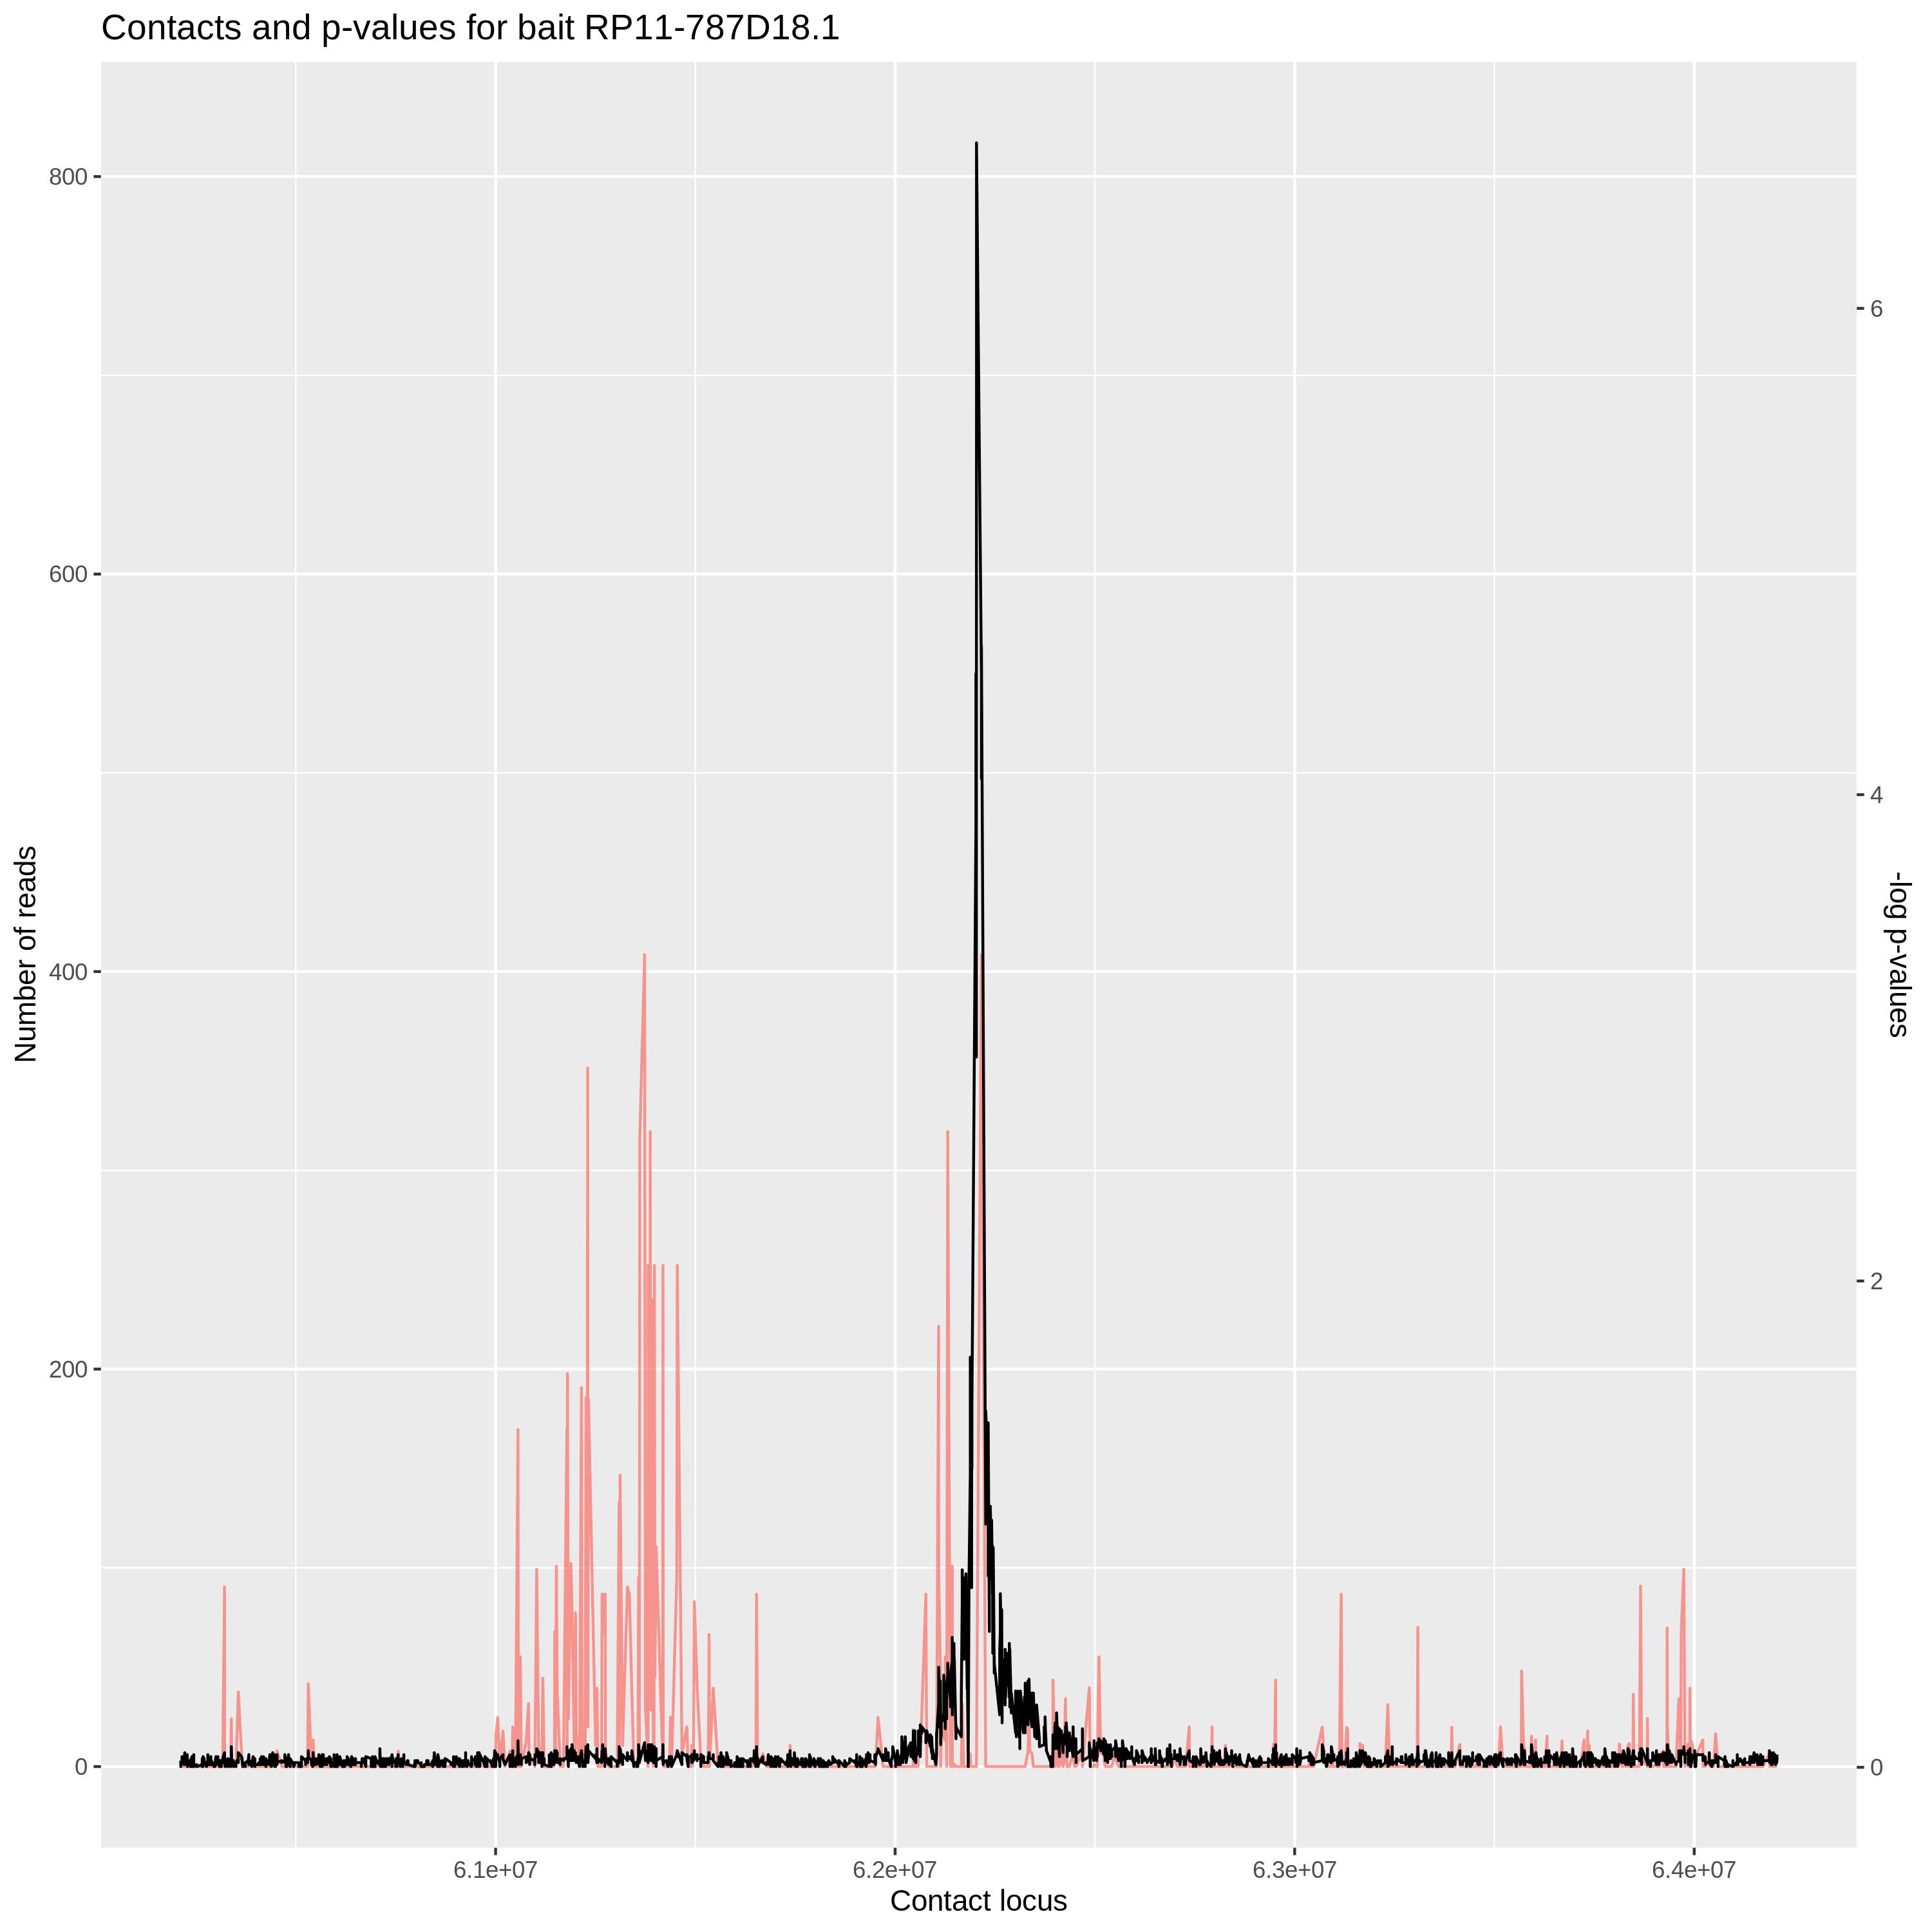 Contacts and p-values for bait RP11-787D18.1
800
600
400
200
0
Number of reads
6
4
2
0
-log p-values
6.1e+07
6.2e+07
6.3e+07
6.4e+07
Contact locus